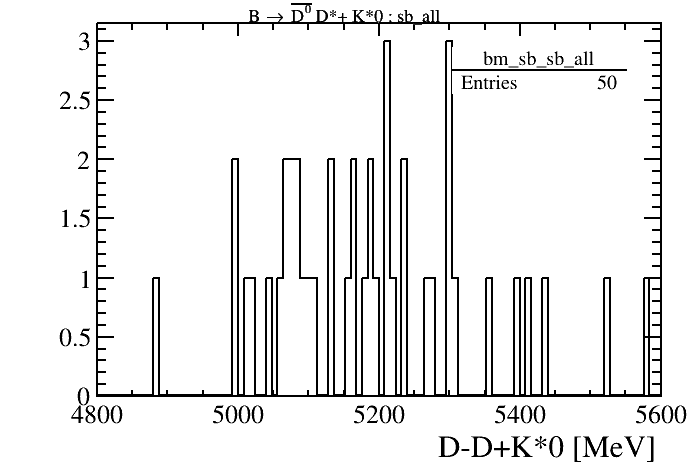 B → D̅⁰ D*+ K*0 : sb_all
bm_sb_sb_all
Entries 50
3
2.5
2
1.5
1
0.5
0
4800 5000 5200 5400 5600
D-D+K*0 [MeV]